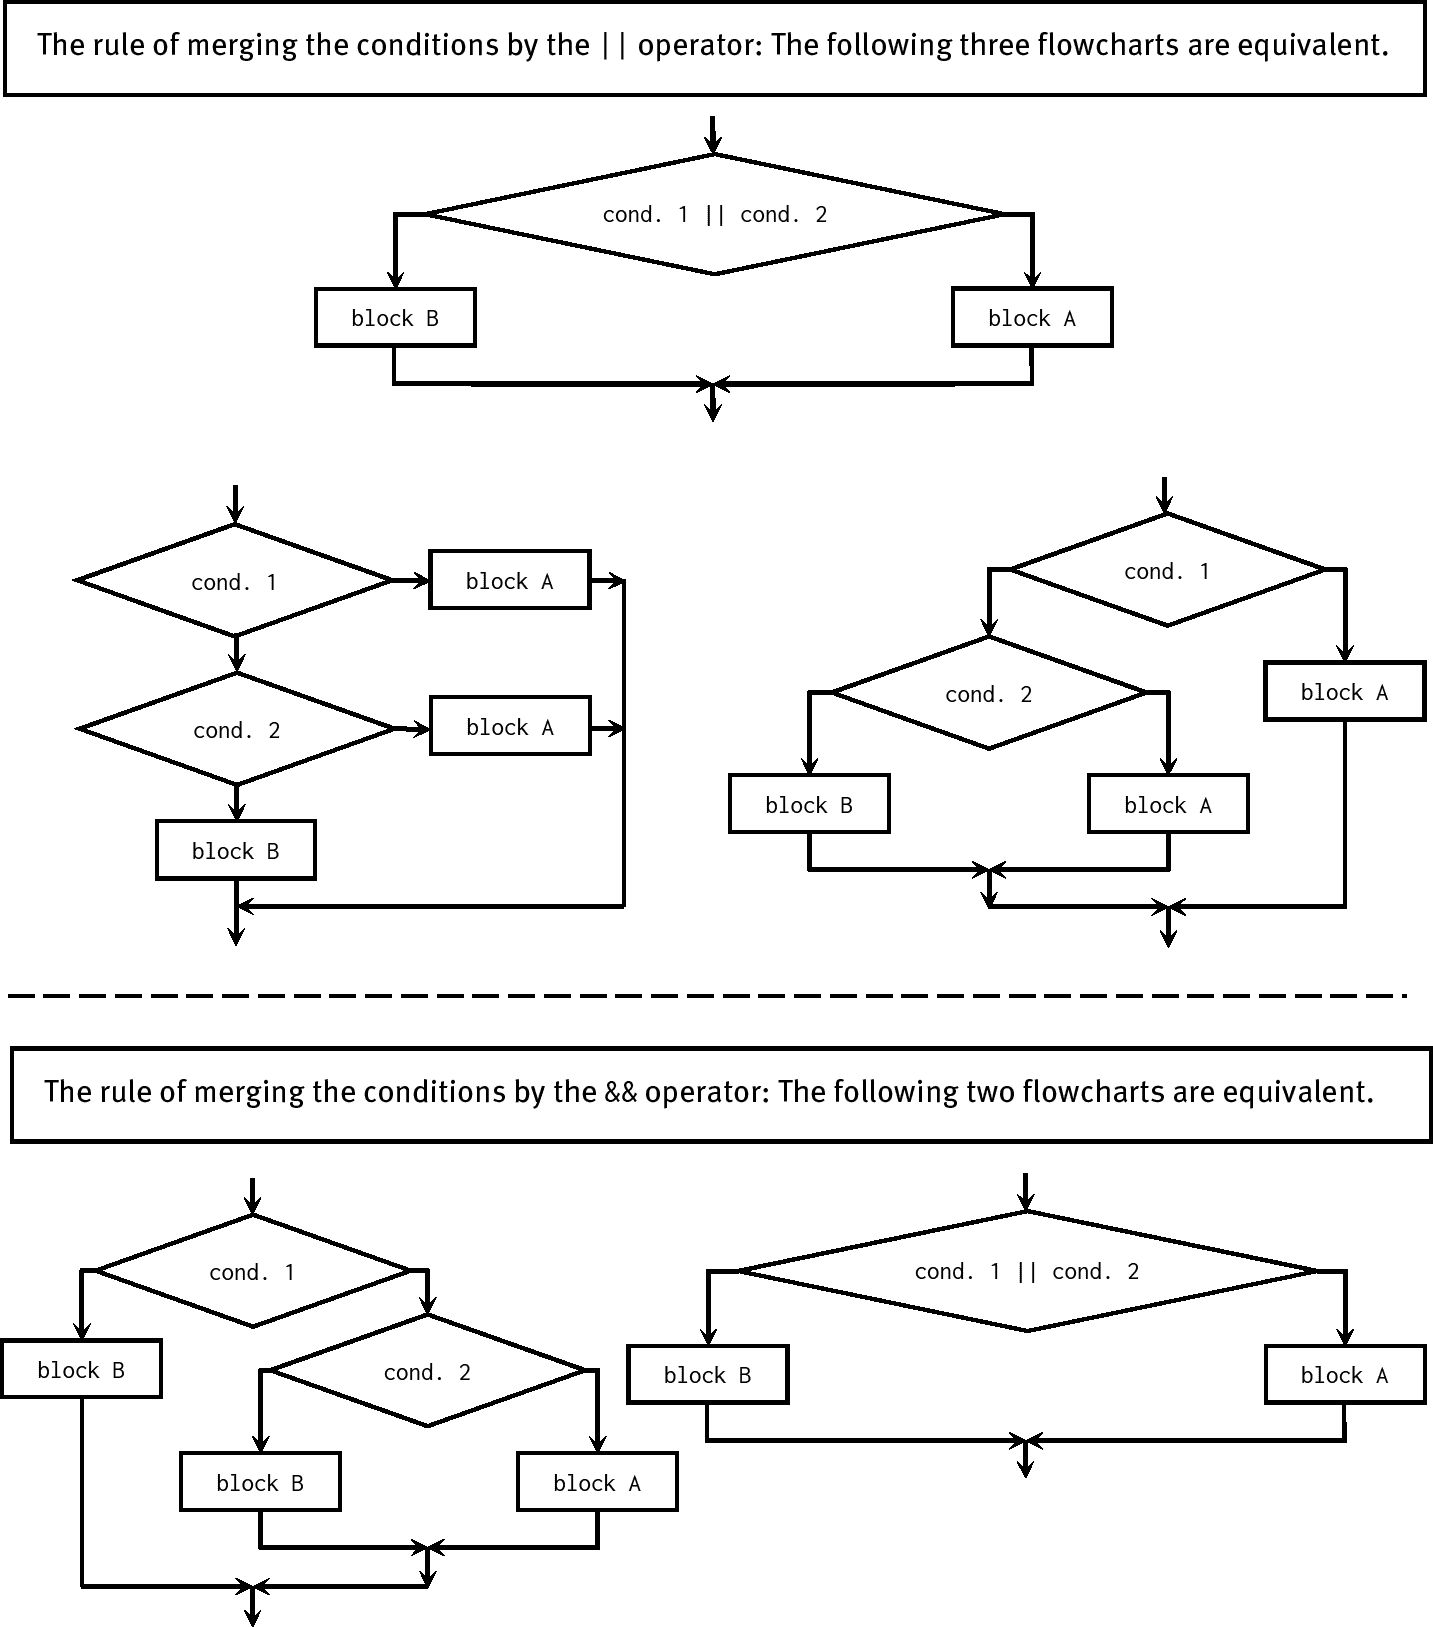 The rule of merging the conditions by the || operator: The following three flowcharts are equivalent.
cond. 1 || cond. 2
block B
block A
cond. 1
block A
cond. 2
block A
block B
cond. 1
cond. 2
block A
block B
block A
The rule of merging the conditions by the && operator: The following two flowcharts are equivalent.
cond. 1
block B
cond. 2
block B
block A
cond. 1 || cond. 2
block B
block A